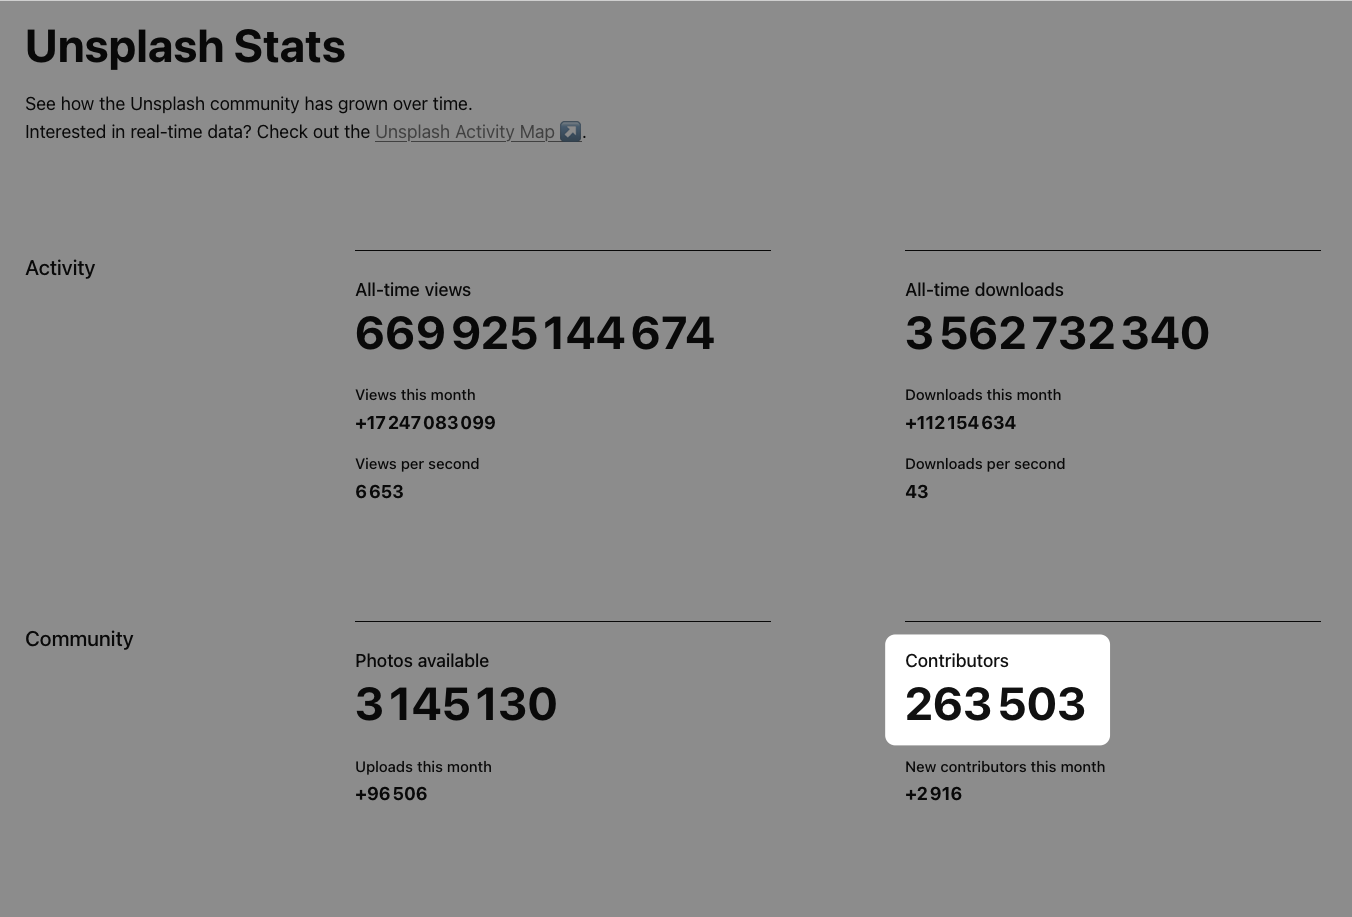 Unsplash Stats
See how the Unsplash community has grown over time.
Interested in real-time data? Check out the Unsplash Activity Map ↗️.
Activity
All-time views
669 925 144 674
Views this month
+17 247 083 099
Views per second
6 653
All-time downloads
3 562 732 340
Downloads this month
+112 154 634
Downloads per second
43
Community
Photos available
3 145 130
Uploads this month
+96 506
Contributors
263 503
New contributors this month
+2 916